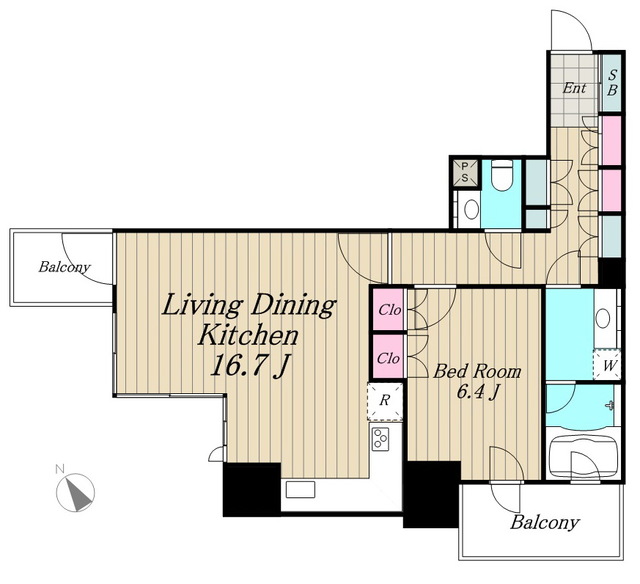 Ent
S
B
P
S
Balcony
Living Dining
Kitchen
16.7 J
Clo
Clo
Bed Room
6.4 J
R
W
N
Balcony